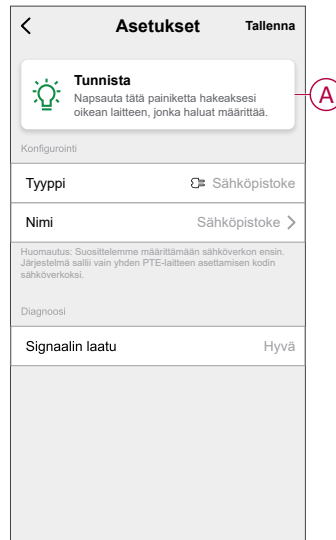 Asetukset
Tallenna
Tunnista
Napsauta tätä painiketta hakeaksesi
oikean laitteen, jonka haluat määrittää.
A
Konfigurointi
Tyyppi Sähköpistoke
Nimi Sähköpistoke
Huomautus: Suosittelemme määrittämään sähköverkon ensin.
Järjestelmä sallii vain yhden PTE-laitteen asettamisen kodin
sähköverkoksi.
Diagnoosi
Signaalin laatu Hyvä